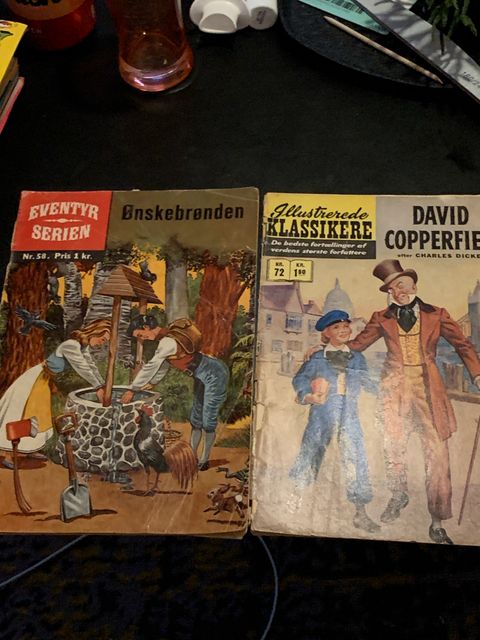 EVENTYR
SERIEN
Nr. 58. Pris 1 kr.
Ønskebrønden
Illustrerede
KLASSIKERE
De bedste fortællinger af
verdens største forfattere
NR.
72
KR.
1
DAVID
COPPERFIE
efter CHARLES DICKE